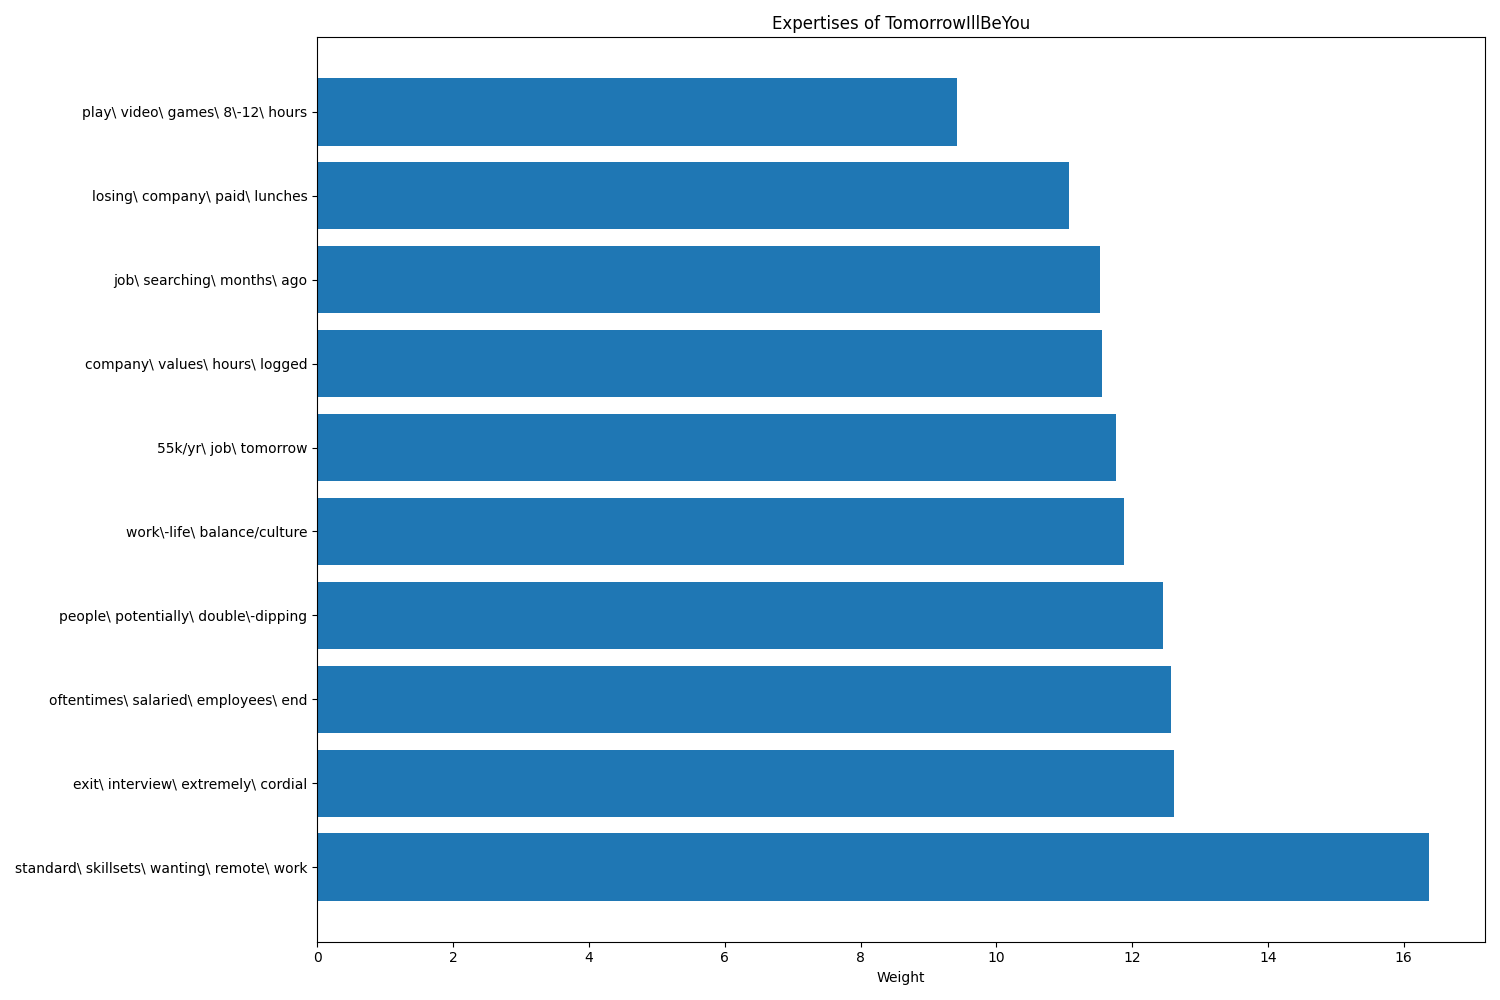 Expertises of TomorrowIllBeYou
play\ video\ games\ 8\-12\ hours
losing\ company\ paid\ lunches
job\ searching\ months\ ago
company\ values\ hours\ logged
55k/yr\ job\ tomorrow
work\-life\ balance/culture
people\ potentially\ double\-dipping
oftentimes\ salaried\ employees\ end
exit\ interview\ extremely\ cordial
standard\ skillsets\ wanting\ remote\ work
0 2 4 6 8 10 12 14 16
Weight